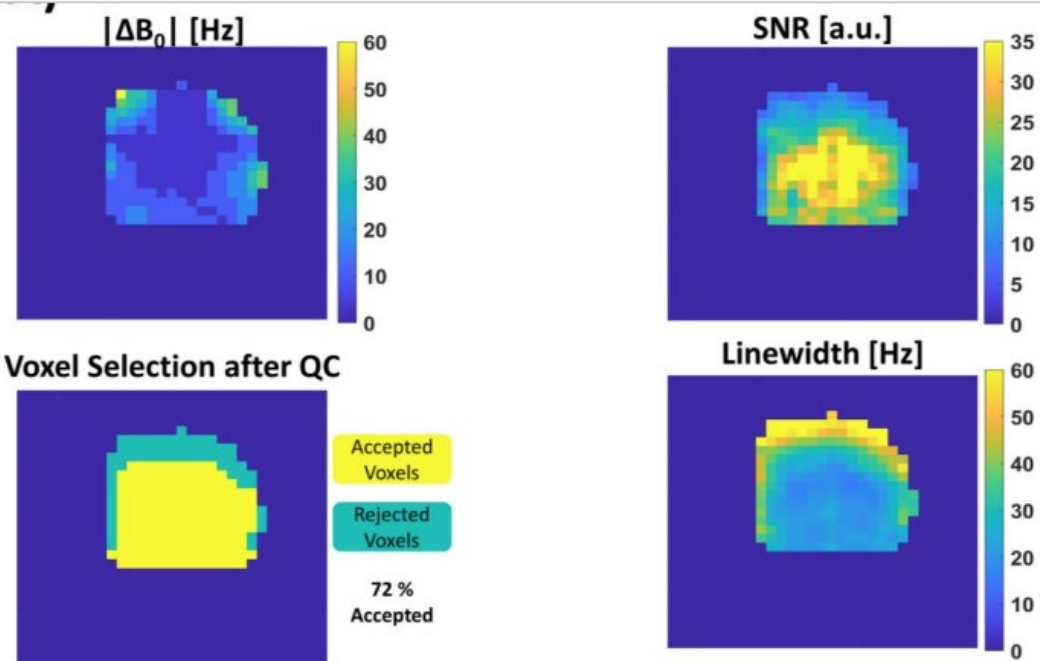 |ΔB₀| [Hz]
60
50
40
30
20
10
0
SNR [a.u.]
35
30
25
20
15
10
5
0
Voxel Selection after QC
Accepted
Voxels
Rejected
Voxels
72 %
Accepted
Linewidth [Hz]
60
50
40
30
20
10
0